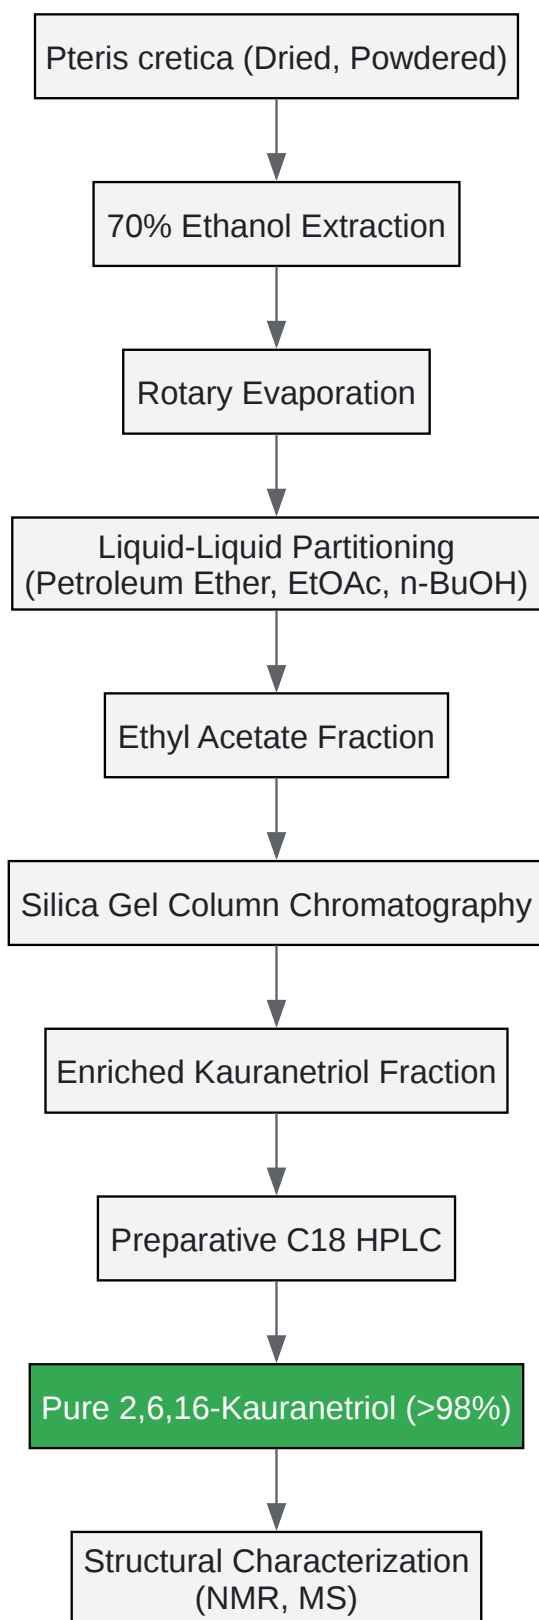 Pteris cretica (Dried, Powdered)
70% Ethanol Extraction
Rotary Evaporation
Liquid-Liquid Partitioning
(Petroleum Ether, EtOAc, n-BuOH)
Ethyl Acetate Fraction
Silica Gel Column Chromatography
Enriched Kauranetriol Fraction
Preparative C18 HPLC
Pure 2,6,16-Kauranetriol (>98%)
Structural Characterization
(NMR, MS)